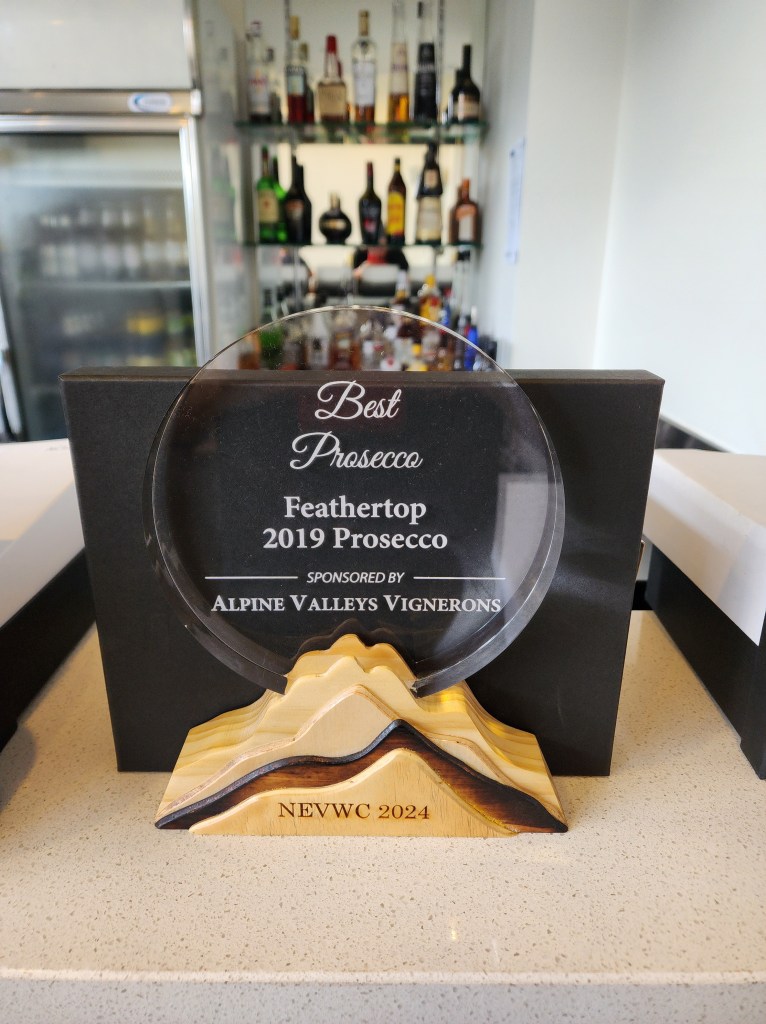 Best
Prosecco
Feathertop
2019 Prosecco
SPONSORED BY
ALPINE VALLEYS VIGNERONS
NEVWC 2024